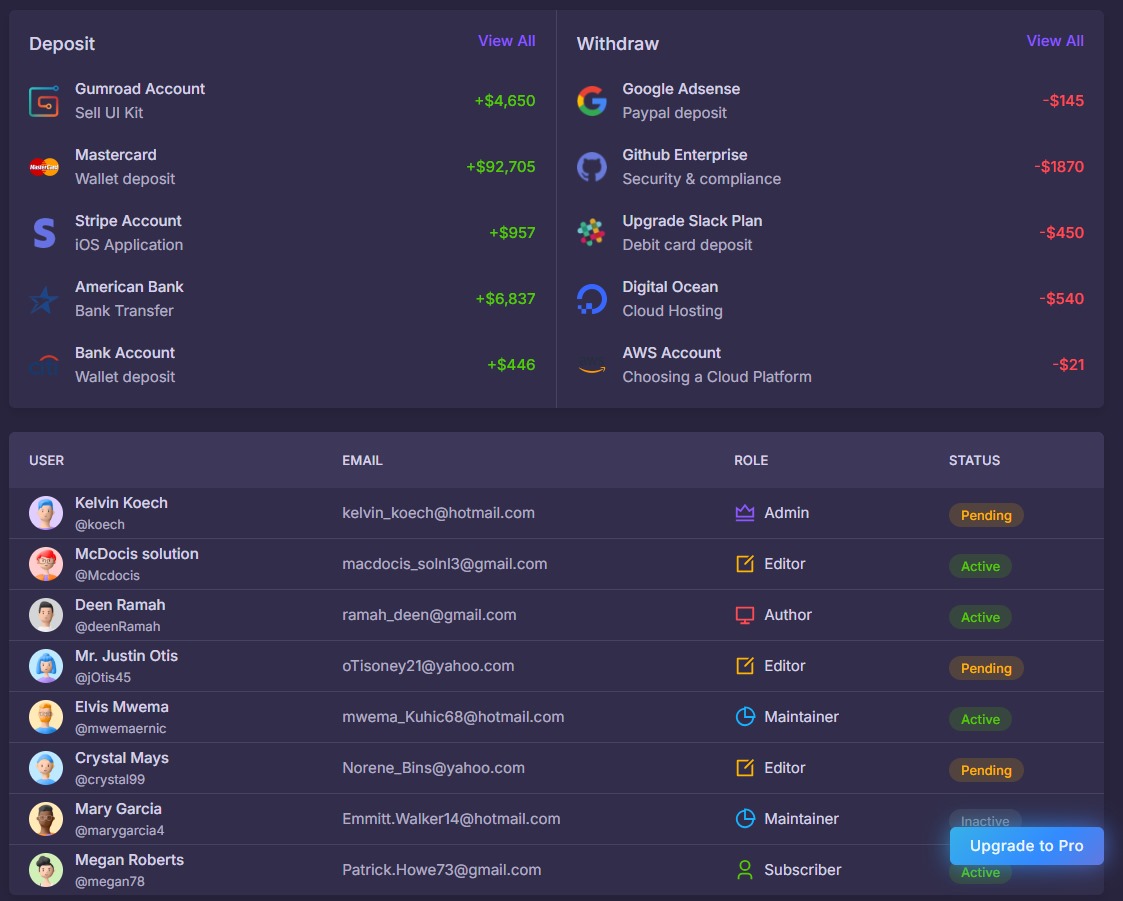 Deposit
View All
Gumroad Account
Sell UI Kit
+$4,650
Mastercard
Wallet deposit
+$92,705
Stripe Account
iOS Application
+$957
American Bank
Bank Transfer
+$6,837
Bank Account
Wallet deposit
+$446
Withdraw
View All
Google Adsense
Paypal deposit
-$145
Github Enterprise
Security & compliance
-$1870
Upgrade Slack Plan
Debit card deposit
-$450
Digital Ocean
Cloud Hosting
-$540
AWS Account
Choosing a Cloud Platform
-$21
USER EMAIL ROLE STATUS
Kelvin Koech
@koech
kelvin_koech@hotmail.com
Admin
Pending
McDocis solution
@Mcdocis
macdocis_solnl3@gmail.com
Editor
Active
Deen Ramah
@deenRamah
ramah_deen@gmail.com
Author
Active
Mr. Justin Otis
@jOtis45
oTisoney21@yahoo.com
Editor
Pending
Elvis Mwema
@mwemaernic
mwema_Kuhic68@hotmail.com
Maintainer
Active
Crystal Mays
@crystal99
Norene_Bins@yahoo.com
Editor
Pending
Mary Garcia
@marygarcia4
Emmitt.Walker14@hotmail.com
Maintainer
Inactive
Upgrade to Pro
Megan Roberts
@megan78
Patrick.Howe73@gmail.com
Subscriber
Active